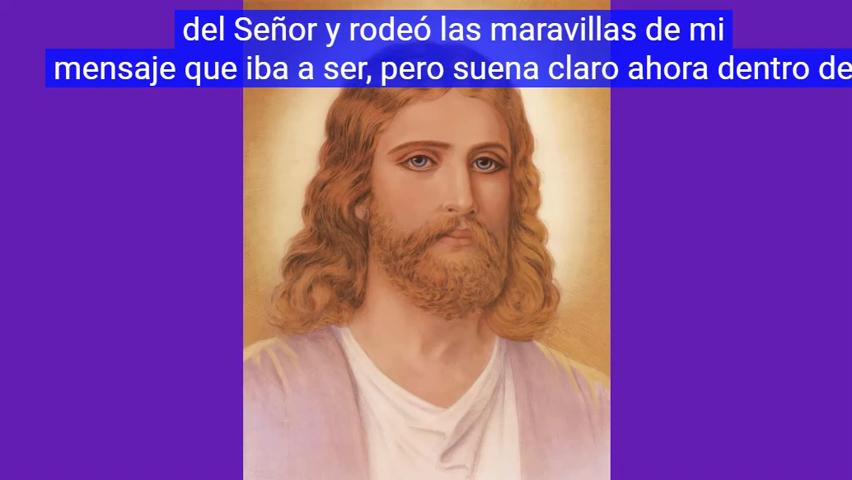 del Señor y rodeó las maravillas de mi
mensaje que iba a ser, pero suena claro ahora dentro de